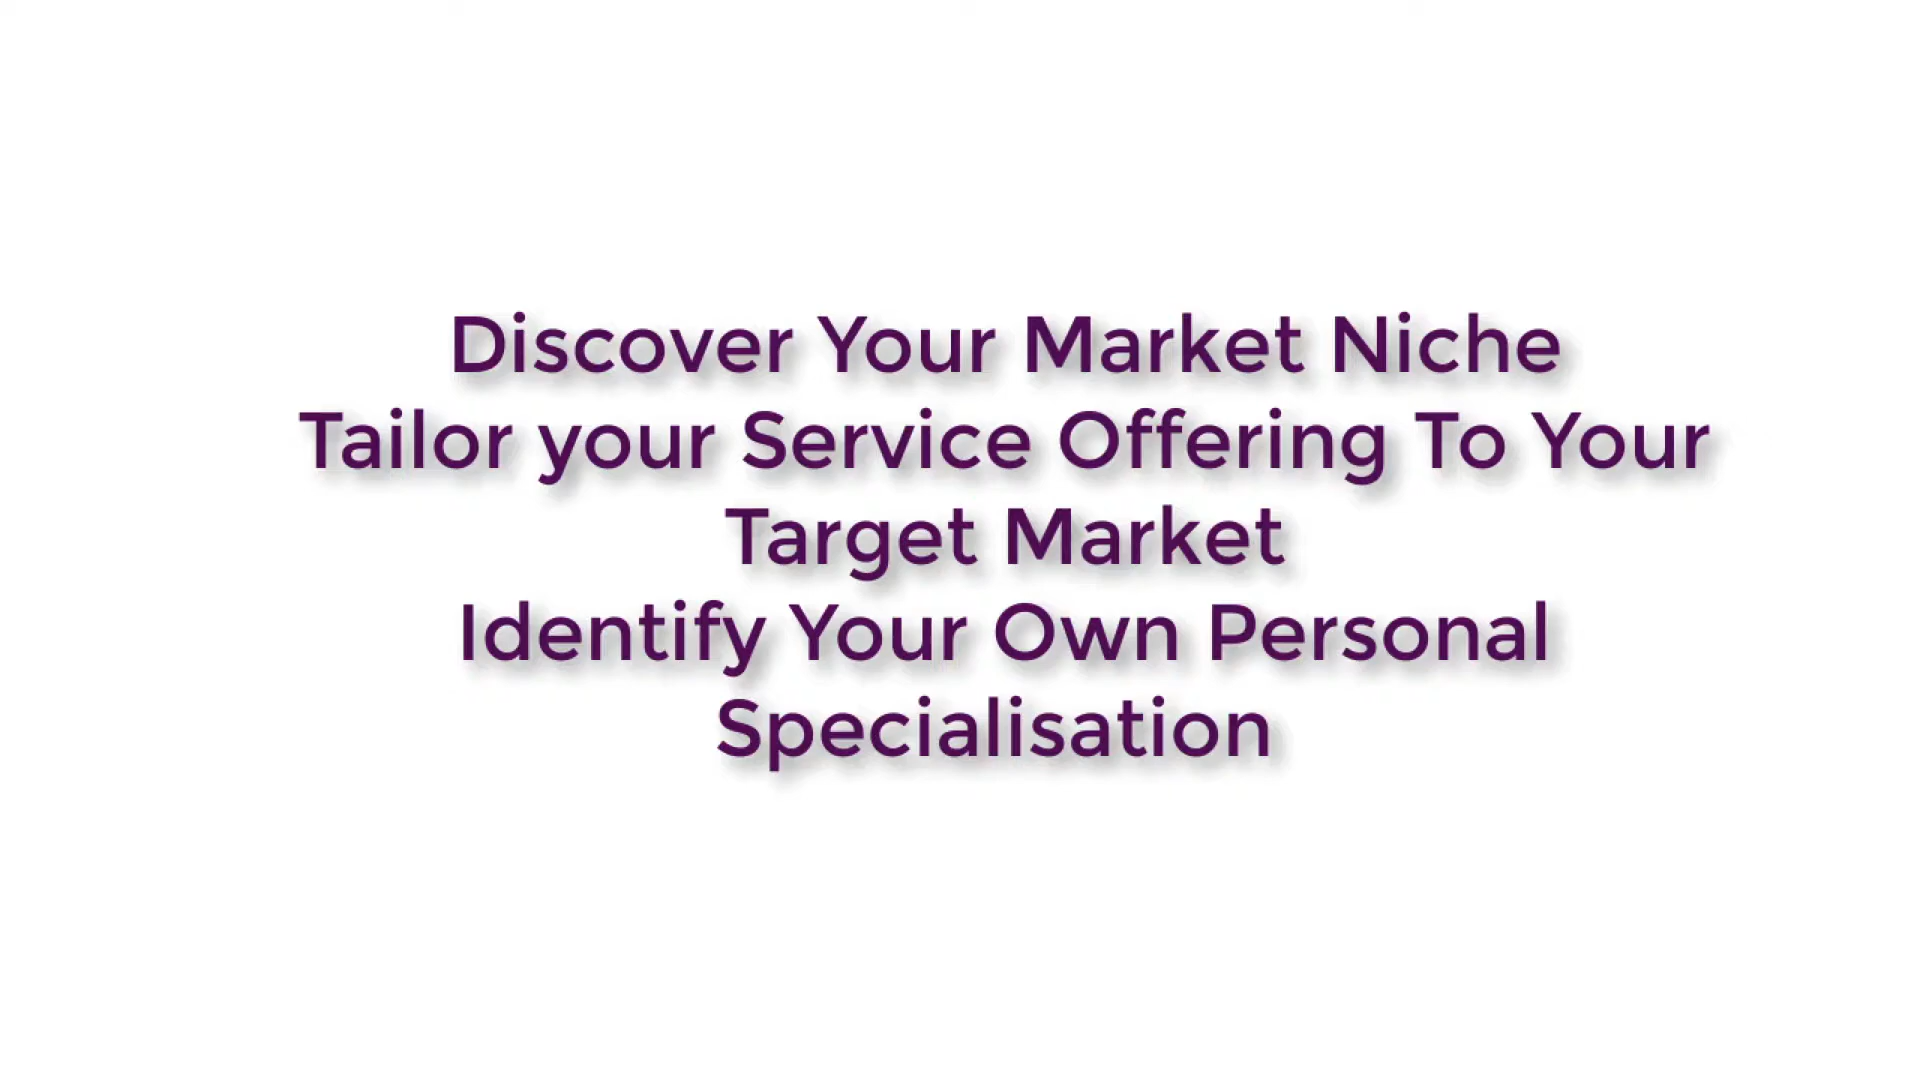 Discover Your Market Niche
Tailor your Service Offering To Your
Target Market
Identify Your Own Personal
Specialisation